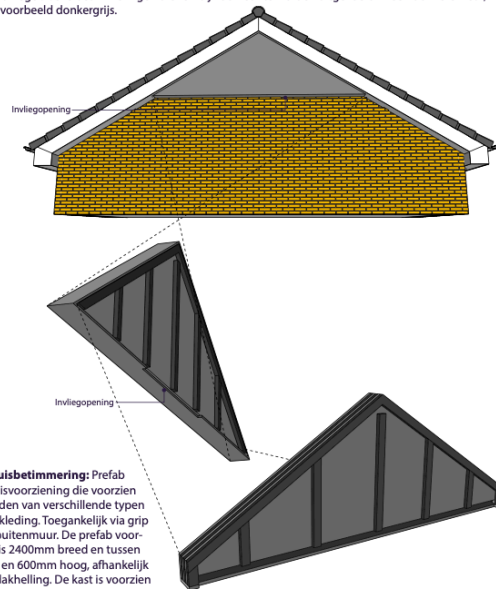 voorbeeld donkergrijs.
Invliegopening
Invliegopening
uisbetimmering: Prefab
isvoorziening die voorzien
den van verschillende typen
kleding. Toegankelijk via grip
buitenmuur. De prefab voor-
is 2400mm breed en tussen
en 600mm hoog, afhankelijk
dakhelling. De kast is voorzien